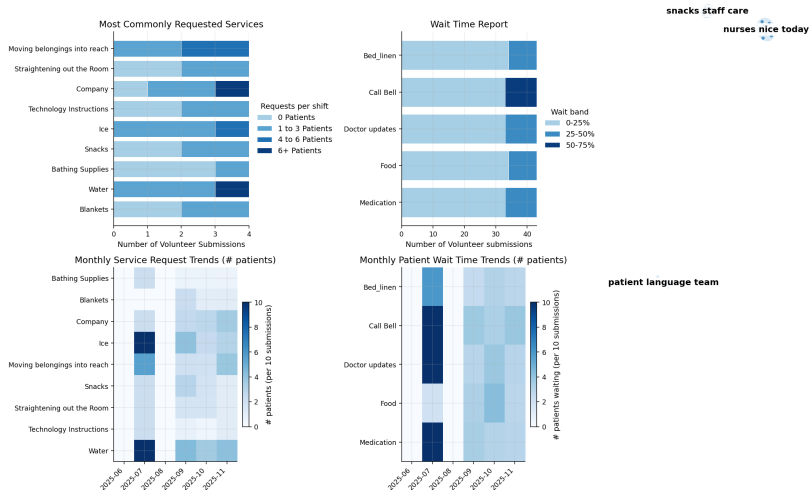 snacks staff care
nurses nice today
Most Commonly Requested Services
Moving belongings into reach
Straightening out the Room
Company
Technology Instructions
Ice
Snacks
Bathing Supplies
Water
Blankets
0 1 2 3 4
Number of Volunteer Submissions
Requests per shift
0 Patients
1 to 3 Patients
4 to 6 Patients
6+ Patients
Wait Time Report
Bed_linen
Call Bell
Doctor updates
Food
Medication
0 10 20 30 40
Number of Volunteer Submissions
Wait band
0-25%
25-50%
50-75%
Monthly Service Request Trends (# patients)
Bathing Supplies
Blankets
Company
Ice
Moving belongings into reach
Snacks
Straightening out the Room
Technology Instructions
Water
2025-06 2025-07 2025-08 2025-09 2025-10 2025-11
10
8
6
4
2
0
# patients (per 10 submissions)
Monthly Patient Wait Time Trends (# patients)
Bed_linen
Call Bell
Doctor updates
Food
Medication
2025-06 2025-07 2025-08 2025-09 2025-10 2025-11
10
8
6
4
2
0
# patients waiting (per 10 submissions)
patient language team